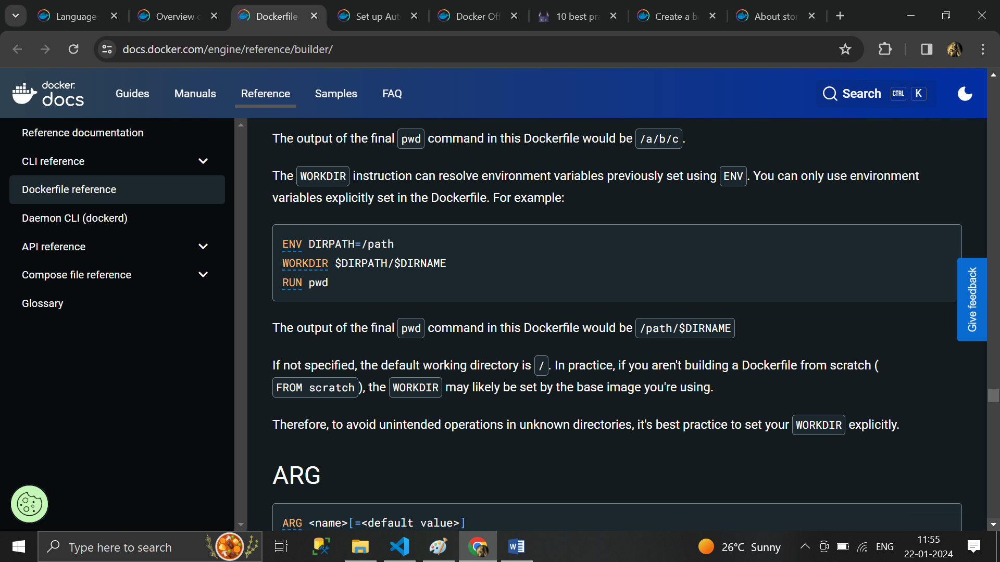 Language-
Overview c
Dockerfile
Set up Aut
Docker Off
10 best pra
Create a ba
About stor
docs.docker.com/engine/reference/builder/
docker
docs
Guides
Manuals
Reference
Samples
FAQ
Search
CTRL
K
Reference documentation
CLI reference
Dockerfile reference
Daemon CLI (dockerd)
API reference
Compose file reference
Glossary
The output of the final pwd command in this Dockerfile would be /a/b/c.
The WORKDIR instruction can resolve environment variables previously set using ENV. You can only use environment
variables explicitly set in the Dockerfile. For example:
ENV DIRPATH=/path
WORKDIR $DIRPATH/$DIRNAME
RUN pwd
The output of the final pwd command in this Dockerfile would be /path/$DIRNAME
If not specified, the default working directory is /. In practice, if you aren't building a Dockerfile from scratch (
FROM scratch), the WORKDIR may likely be set by the base image you're using.
Therefore, to avoid unintended operations in unknown directories, it's best practice to set your WORKDIR explicitly.
ARG
ARG <name>[=<default value>]
Give feedback
Type here to search
26°C Sunny
ENG
11:55
22-01-2024